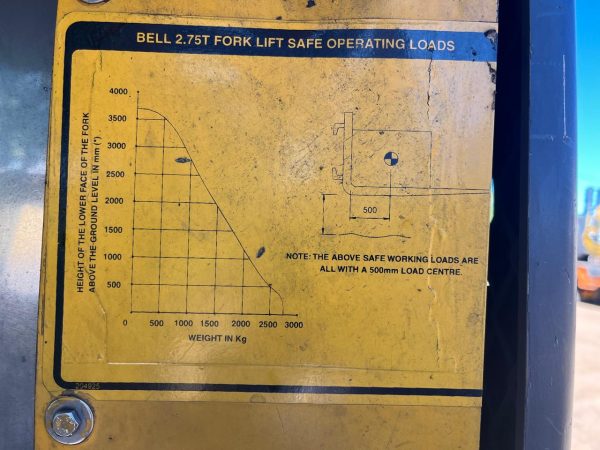 BELL 2.75T FORK LIFT SAFE OPERATING LOADS
HEIGHT OF THE LOWER FACE OF THE FORK
ABOVE THE GROUND LEVEL IN mm (*)
4000
3500
3000
2500
2000
1500
1000
500
0 500 1000 1500 2000 2500 3000
WEIGHT IN Kg
500
NOTE: THE ABOVE SAFE WORKING LOADS ARE
ALL WITH A 500mm LOAD CENTRE.
204925